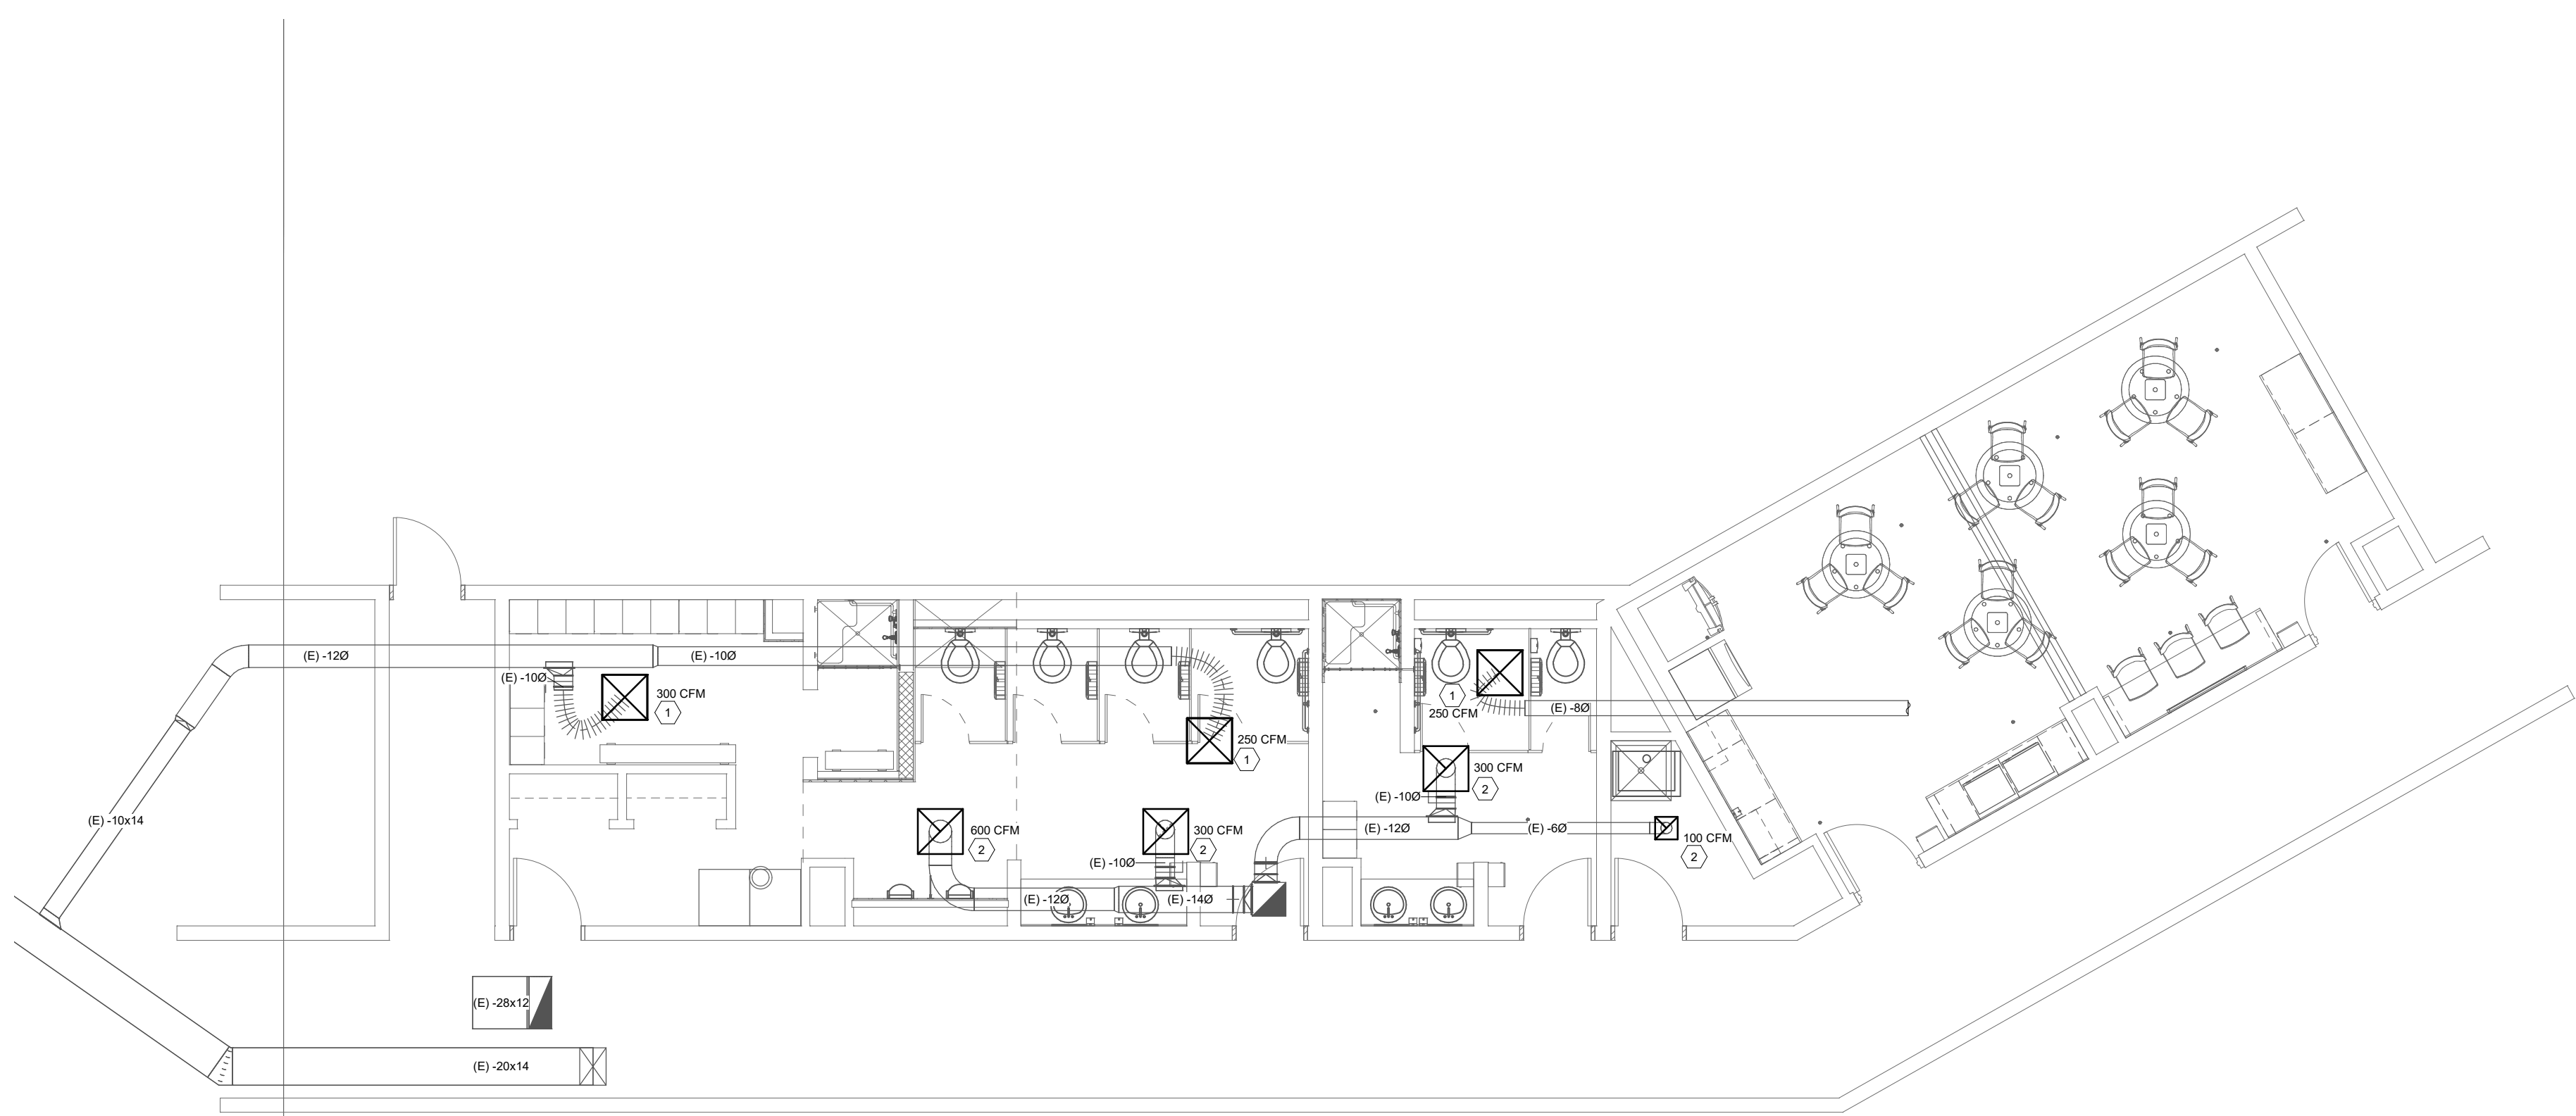 (E) -12Ø
(E) -10Ø
(E) -10Ø
300 CFM
1
1
250 CFM
(E) -8Ø
250 CFM
1
300 CFM
2
(E) -10Ø
(E) -10x14
600 CFM
2
300 CFM
2
(E) -12Ø
(E) -6Ø
100 CFM
2
(E) -10Ø
(E) -12Ø
(E) -14Ø
(E) -28x12
(E) -20x14